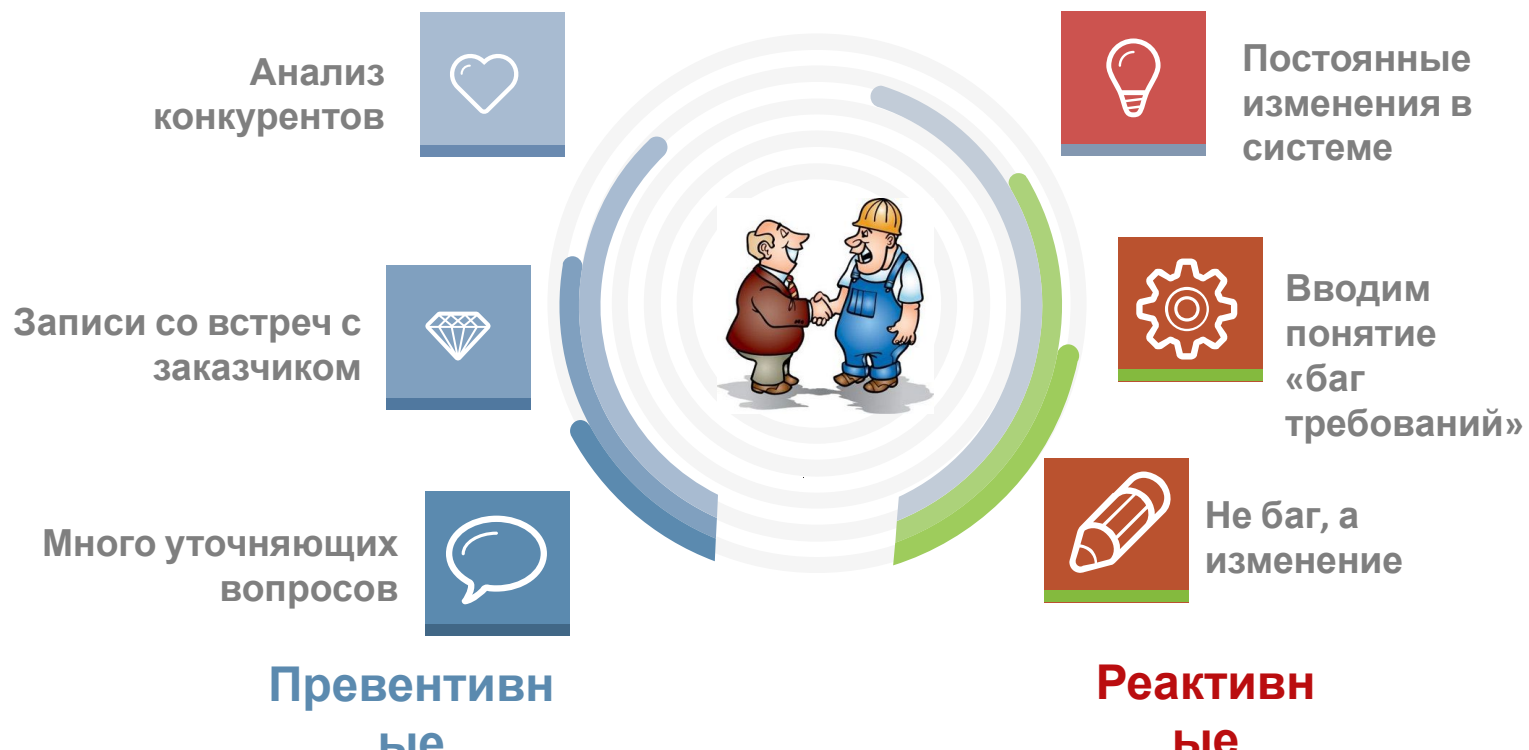 Анализ
конкурентов
Записи со встреч с
заказчиком
Много уточняющих
вопросов
Превентивн
ые
Постоянные
изменения в
системе
Вводим
понятие
«баг
требований»
Не баг, а
изменение
Реактивн
ые